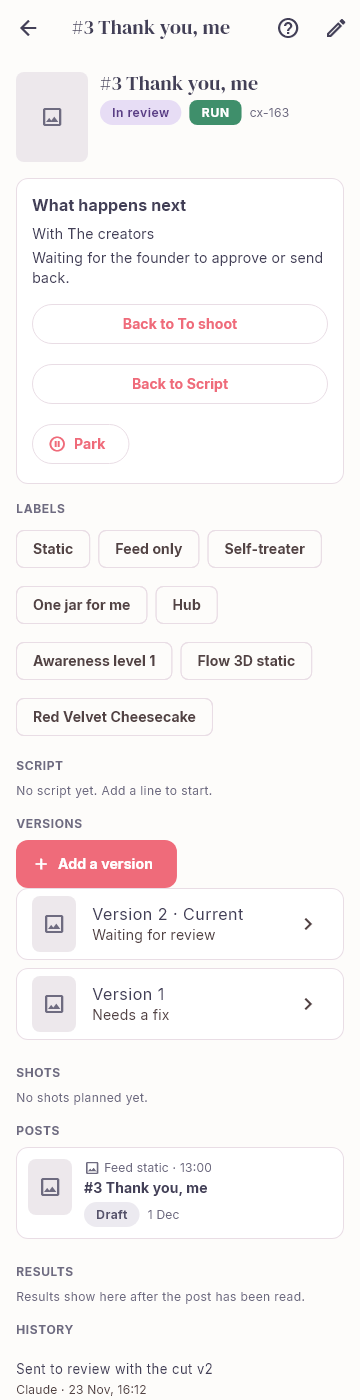 #3 Thank you, me
#3 Thank you, me
In review RUN cx-163
What happens next
With The creators
Waiting for the founder to approve or send
back.
Back to To shoot
Back to Script
Park
LABELS
Static Feed only Self-treater
One jar for me Hub
Awareness level 1 Flow 3D static
Red Velvet Cheesecake
SCRIPT
No script yet. Add a line to start.
VERSIONS
+ Add a version
Version 2 · Current
Waiting for review
Version 1
Needs a fix
SHOTS
No shots planned yet.
POSTS
Feed static · 13:00
#3 Thank you, me
Draft 1 Dec
RESULTS
Results show here after the post has been read.
HISTORY
Sent to review with the cut v2
Claude · 23 Nov, 16:12